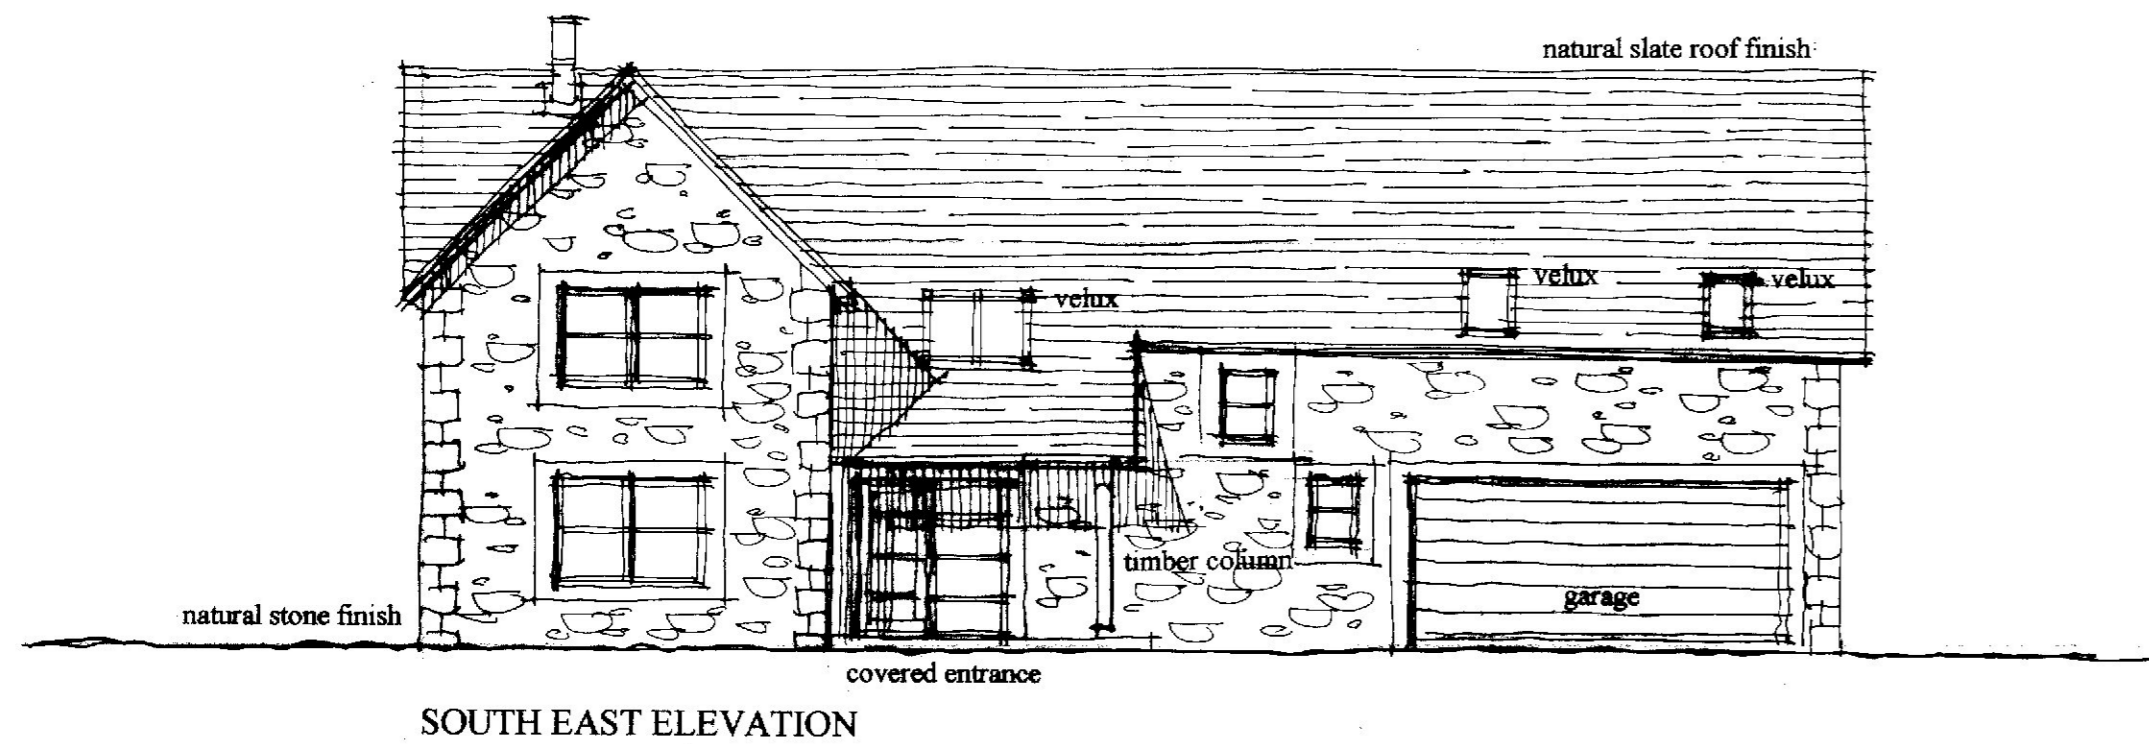 natural slate roof finish
velux
velux
velux
timber column
garage
natural stone finish
covered entrance
SOUTH EAST ELEVATION